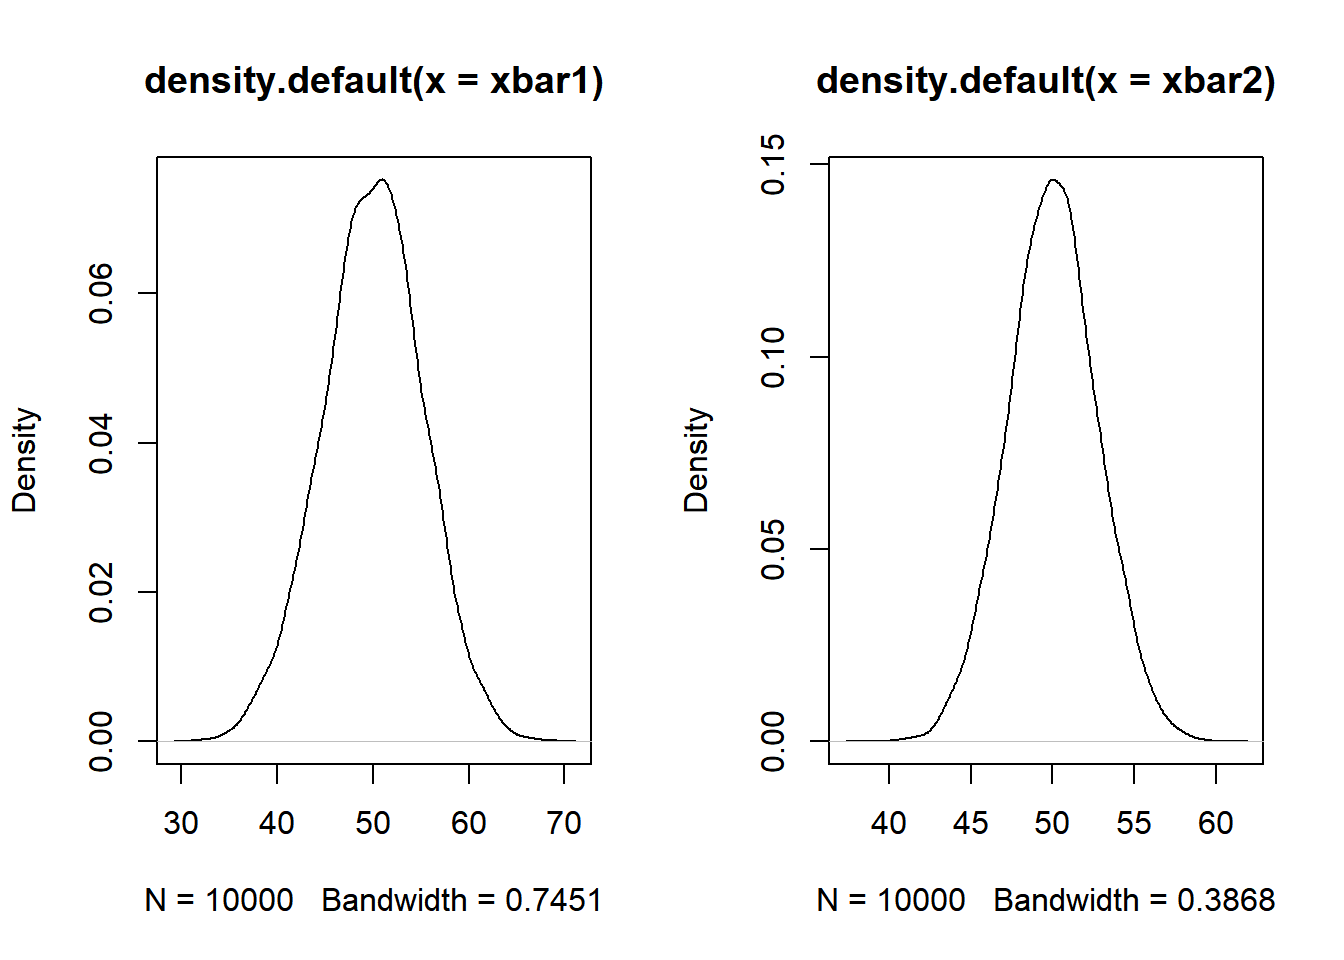 density.default(x = xbar1)
Density
0.00 0.02 0.04 0.06
30 40 50 60 70
N = 10000 Bandwidth = 0.7451
density.default(x = xbar2)
Density
0.00 0.05 0.10 0.15
40 45 50 55 60
N = 10000 Bandwidth = 0.3868